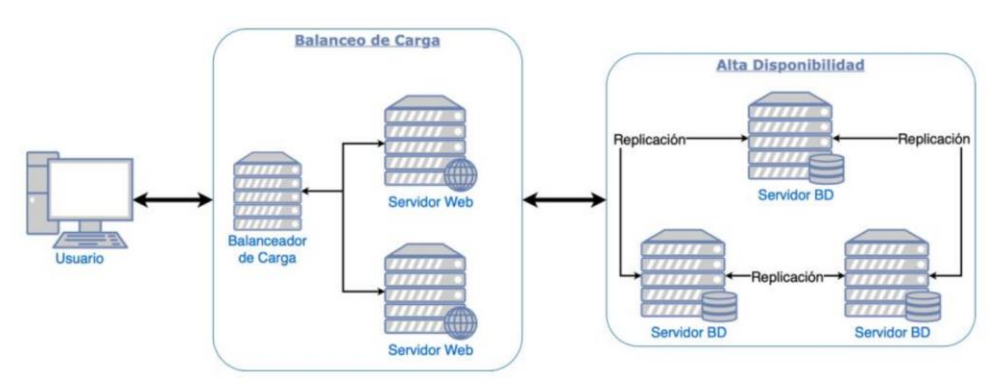 Balanceo de Carga
Alta Disponibilidad
Replicación
Replicación
Servidor BD
Servidor Web
Balanceador
de Carga
Usuario
Replicación
Servidor BD
Servidor BD
Servidor Web